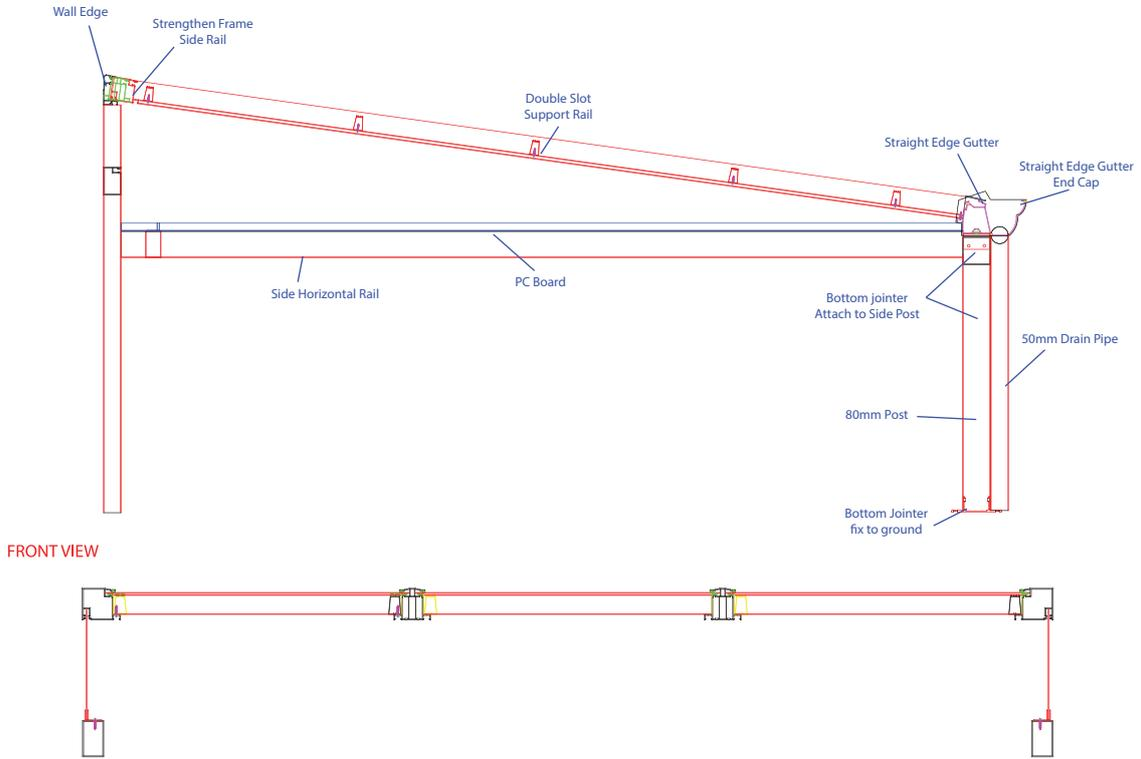 Wall Edge
Strengthen Frame
Side Rail
Double Slot
Support Rail
Straight Edge Gutter
Straight Edge Gutter
End Cap
PC Board
Side Horizontal Rail
Bottom jointer
Attach to Side Post
50mm Drain Pipe
80mm Post
Bottom Jointer
fix to ground
FRONT VIEW